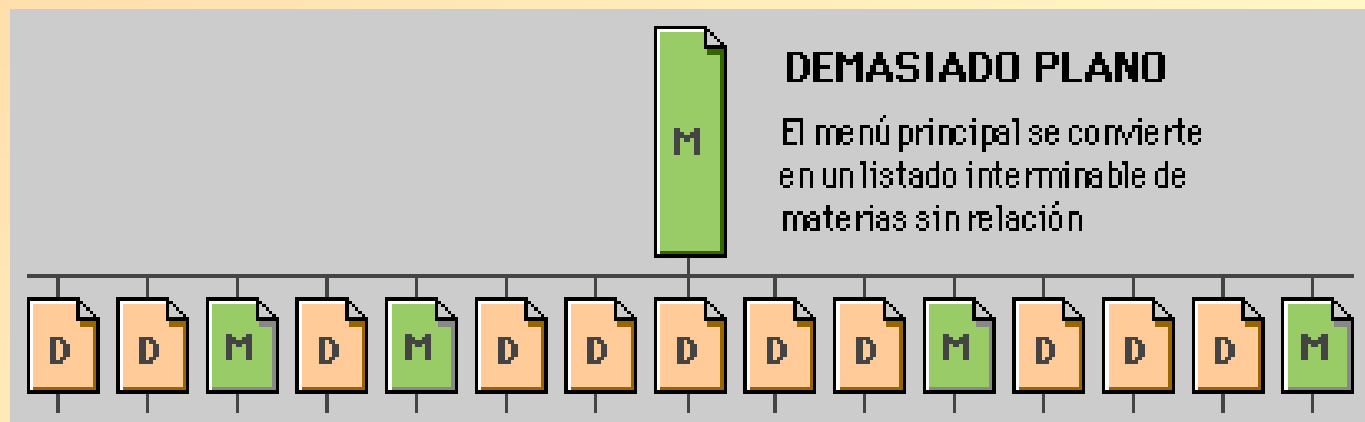 M
DEMASIADO PLANO
El menú principal se convierte
en un listado interminable de
materias sin relación
D D M D M D D D D D M D D D M